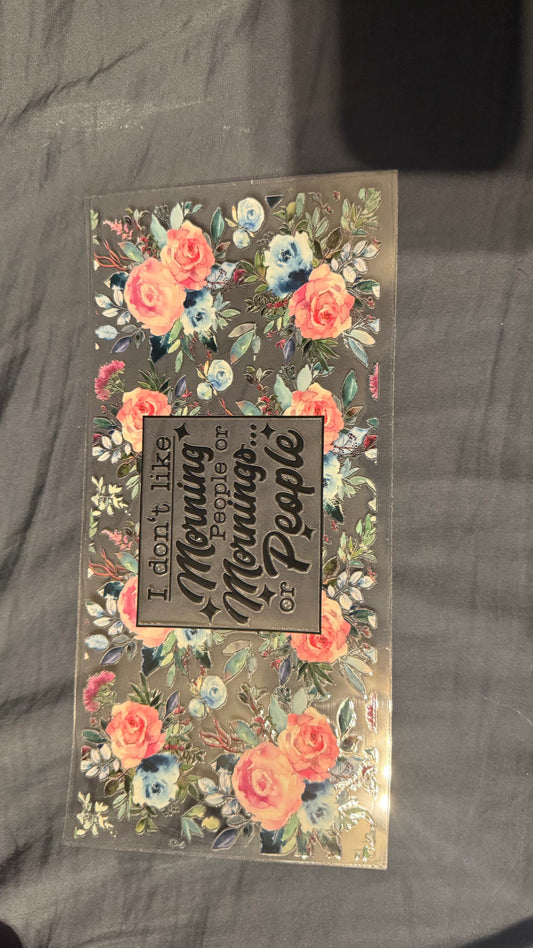 I don't like
Morning
People or
Mornings...
or People